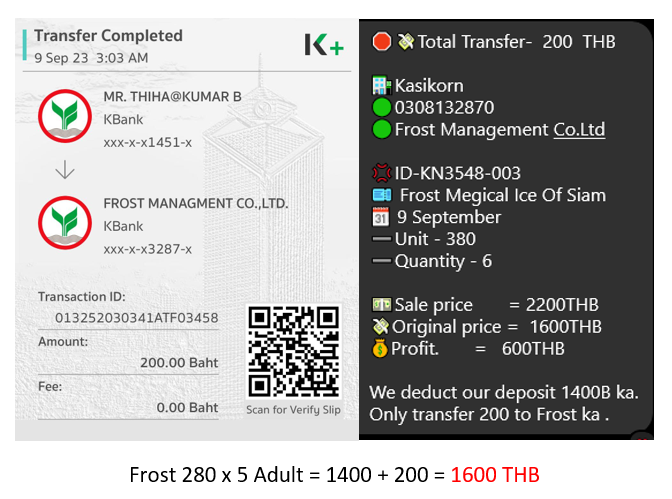 Transfer Completed
9 Sep 23 3:03 AM
K+
MR. THIHA@KUMAR B
KBank
xxx-x-x1451-x
FROST MANAGMENT CO.,LTD.
KBank
xxx-x-x3287-x
Transaction ID:
013252030341ATF03458
Amount:
200.00 Baht
Fee:
0.00 Baht
Scan for Verify Slip
Total Transfer- 200 THB
Kasikorn
0308132870
Frost Management Co.Ltd
ID-KN3548-003
Frost Megical Ice Of Siam
31 9 September
Unit - 380
Quantity - 6
Sale price = 2200THB
Original price = 1600THB
Profit. = 600THB
We deduct our deposit 1400B ka.
Only transfer 200 to Frost ka .
Frost 280 x 5 Adult = 1400 + 200 = 1600 THB